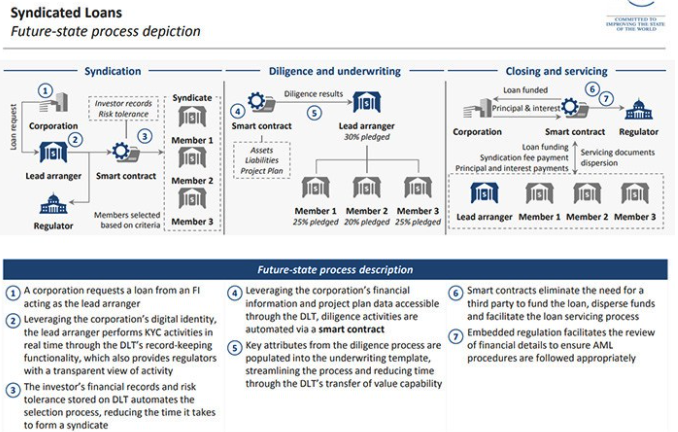 Syndicated Loans
Future-state process depiction
COMMITTED TO
IMPROVING THE STATE
OF THE WORLD
Syndication
Diligence and underwriting
Closing and servicing
1
Loan request
Corporation
2
Lead arranger
Regulator
Investor records
Risk tolerance
3
Smart contract
Members selected
based on criteria
Syndicate
Member 1
Member 2
Member 3
4
Smart contract
Assets
Liabilities
Project Plan
Diligence results
5
Lead arranger
30% pledged
Member 1
25% pledged
Member 2
20% pledged
Member 3
25% pledged
Loan funded
6
7
Principal & interest
Corporation
Smart contract
Regulator
Loan funding
Syndication fee payment
Principal and interest payments
Servicing documents
dispersion
Lead arranger
Member 1
Member 2
Member 3
Future-state process description
1 A corporation requests a loan from an FI
acting as the lead arranger
2 Leveraging the corporation's digital identity,
the lead arranger performs KYC activities in
real time through the DLT's record-keeping
functionality, which also provides regulators
with a transparent view of activity
3 The investor's financial records and risk
tolerance stored on DLT automates the
selection process, reducing the time it takes
to form a syndicate
4 Leveraging the corporation's financial
information and project plan data accessible
through the DLT, diligence activities are
automated via a smart contract
5 Key attributes from the diligence process are
populated into the underwriting template,
streamlining the process and reducing time
through the DLT's transfer of value capability
6 Smart contracts eliminate the need for a
third party to fund the loan, disperse funds
and facilitate the loan servicing process
7 Embedded regulation facilitates the review
of financial details to ensure AML
procedures are followed appropriately